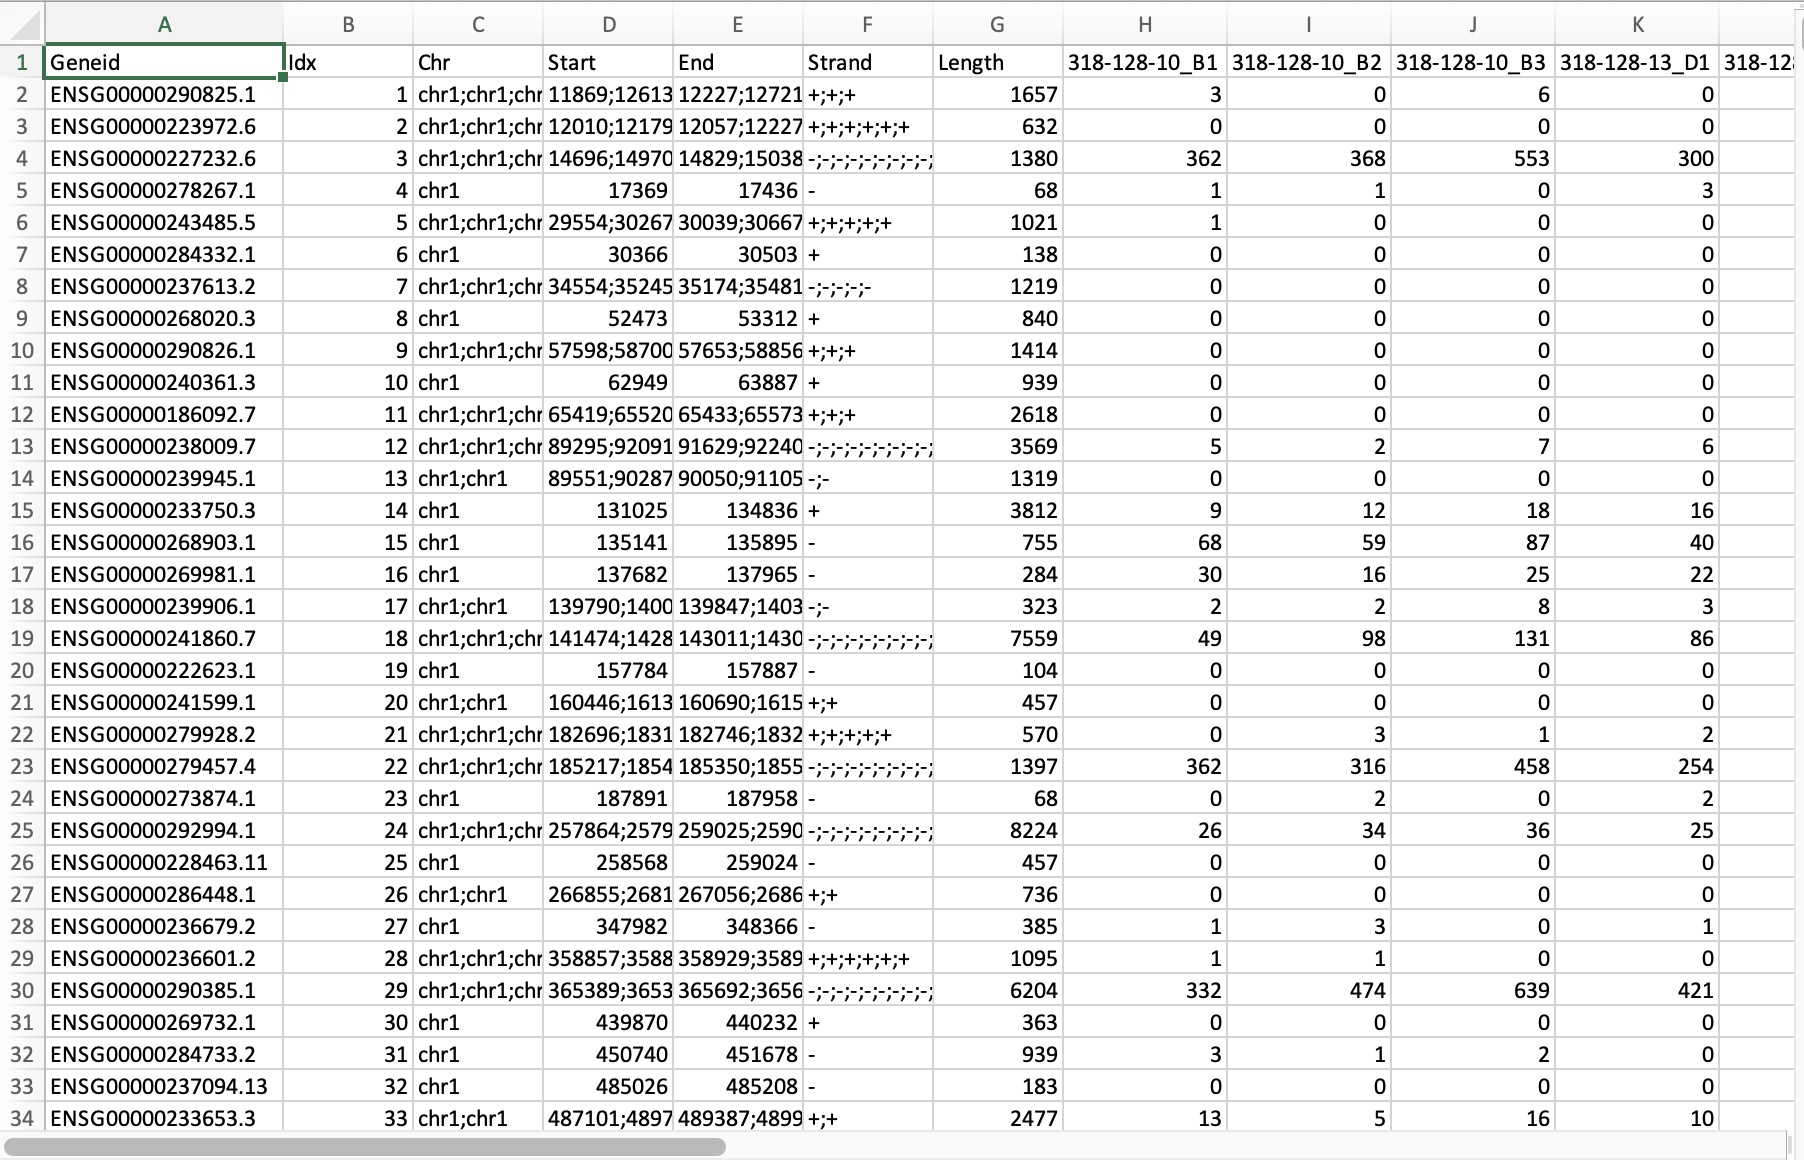 A B C D E F G H I J K
1 Geneid Idx Chr Start End Strand Length 318-128-10_B1 318-128-10_B2 318-128-10_B3 318-128-13_D1 318-12
2 ENSG00000290825.1 1 chr1;chr1;chr 11869;12613 12227;12721 +;+;+ 1657 3 0 6 0
3 ENSG00000223972.6 2 chr1;chr1;chr 12010;12179 12057;12227 +;+;+;+;+;+ 632 0 0 0 0
4 ENSG00000227232.6 3 chr1;chr1;chr 14696;14970 14829;15038 -;-;-;-;-;-;-;-;-; 1380 362 368 553 300
5 ENSG00000278267.1 4 chr1 17369 17436 - 68 1 1 0 3
6 ENSG00000243485.5 5 chr1;chr1;chr 29554;30267 30039;30667 +;+;+;+;+ 1021 1 0 0 0
7 ENSG00000284332.1 6 chr1 30366 30503 + 138 0 0 0 0
8 ENSG00000237613.2 7 chr1;chr1;chr 34554;35245 35174;35481 -;-;-;-;- 1219 0 0 0 0
9 ENSG00000268020.3 8 chr1 52473 53312 + 840 0 0 0 0
10 ENSG00000290826.1 9 chr1;chr1;chr 57598;58700 57653;58856 +;+;+ 1414 0 0 0 0
11 ENSG00000240361.3 10 chr1 62949 63887 + 939 0 0 0 0
12 ENSG00000186092.7 11 chr1;chr1;chr 65419;65520 65433;65573 +;+;+ 2618 0 0 0 0
13 ENSG00000238009.7 12 chr1;chr1;chr 89295;92091 91629;92240 -;-;-;-;-;-;-;-;-; 3569 5 2 7 6
14 ENSG00000239945.1 13 chr1;chr1 89551;90287 90050;91105 -;- 1319 0 0 0 0
15 ENSG00000233750.3 14 chr1 131025 134836 + 3812 9 12 18 16
16 ENSG00000268903.1 15 chr1 135141 135895 - 755 68 59 87 40
17 ENSG00000269981.1 16 chr1 137682 137965 - 284 30 16 25 22
18 ENSG00000239906.1 17 chr1;chr1 139790;1400 139847;1403 -;- 323 2 2 8 3
19 ENSG00000241860.7 18 chr1;chr1;chr 141474;1428 143011;1430 -;-;-;-;-;-;-;-;-; 7559 49 98 131 86
20 ENSG00000222623.1 19 chr1 157784 157887 - 104 0 0 0 0
21 ENSG00000241599.1 20 chr1;chr1 160446;1613 160690;1615 +;+ 457 0 0 0 0
22 ENSG00000279928.2 21 chr1;chr1;chr 182696;1831 182746;1832 +;+;+;+;+ 570 0 3 1 2
23 ENSG00000279457.4 22 chr1;chr1;chr 185217;1854 185350;1855 -;-;-;-;-;-;-;-;-; 1397 362 316 458 254
24 ENSG00000273874.1 23 chr1 187891 187958 - 68 0 2 0 2
25 ENSG00000292994.1 24 chr1;chr1;chr 257864;2579 259025;2590 -;-;-;-;-;-;-;-;-; 8224 26 34 36 25
26 ENSG00000228463.11 25 chr1 258568 259024 - 457 0 0 0 0
27 ENSG00000286448.1 26 chr1;chr1 266855;2681 267056;2686 +;+ 736 0 0 0 0
28 ENSG00000236679.2 27 chr1 347982 348366 - 385 1 3 0 1
29 ENSG00000236601.2 28 chr1;chr1;chr 358857;3588 358929;3589 +;+;+;+;+;+ 1095 1 1 0 0
30 ENSG00000290385.1 29 chr1;chr1;chr 365389;3653 365692;3656 -;-;-;-;-;-;-;-;-; 6204 332 474 639 421
31 ENSG00000269732.1 30 chr1 439870 440232 + 363 0 0 0 0
32 ENSG00000284733.2 31 chr1 450740 451678 - 939 3 1 2 0
33 ENSG00000237094.13 32 chr1 485026 485208 - 183 0 0 0 0
34 ENSG00000233653.3 33 chr1;chr1 487101;4897 489387;4899 +;+ 2477 13 5 16 10